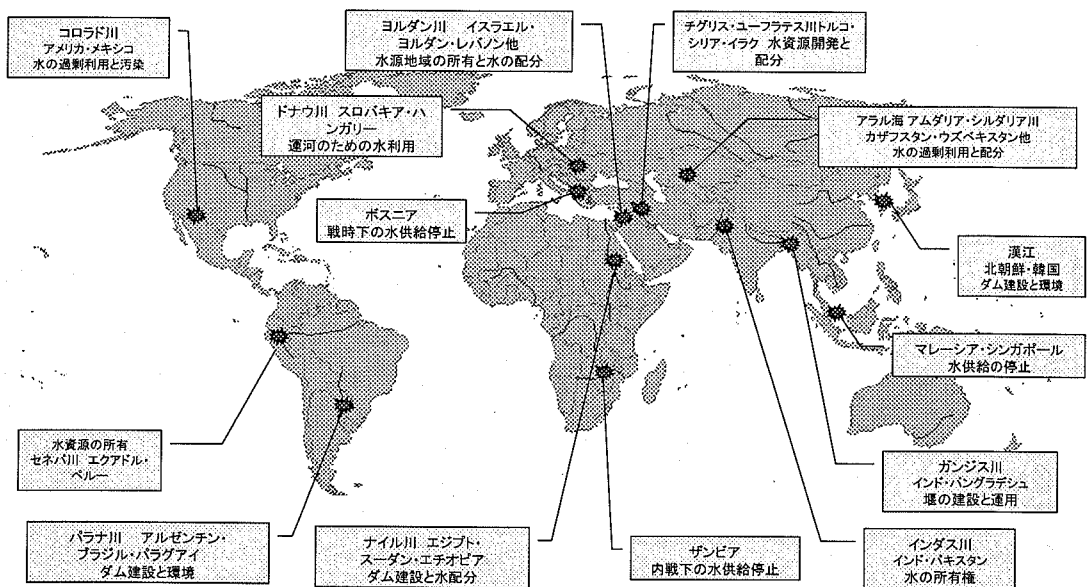 コロラド川
アメリカ・メキシコ
水の過剰利用と汚染
ヨルダン川　イスラエル・
ヨルダン・レバノン他
水源地域の所有と水の配分
チグリス・ユーフラテス川トルコ・
シリア・イラク 水資源開発と
配分
ドナウ川 スロバキア・ハ
ンガリー
運河のための水利用
アラル海 アムダリア・シルダリア川
カザフスタン・ウズベキスタン他
水の過剰利用と配分
ボスニア
戦時下の水供給停止
漢江
北朝鮮・韓国
ダム建設と環境
マレーシア・シンガポール
水供給の停止
水資源の所有
セネパ川 エクアドル・
ペルー
ガンジス川
インド・バングラデシュ
堰の建設と運用
パラナ川　アルゼンチン・
ブラジル・パラグアイ
ダム建設と環境
ナイル川 エジプト・
スーダン・エチオピア
ダム建設と水配分
ザンビア
内戦下の水供給停止
インダス川
インド・パキスタン
水の所有権